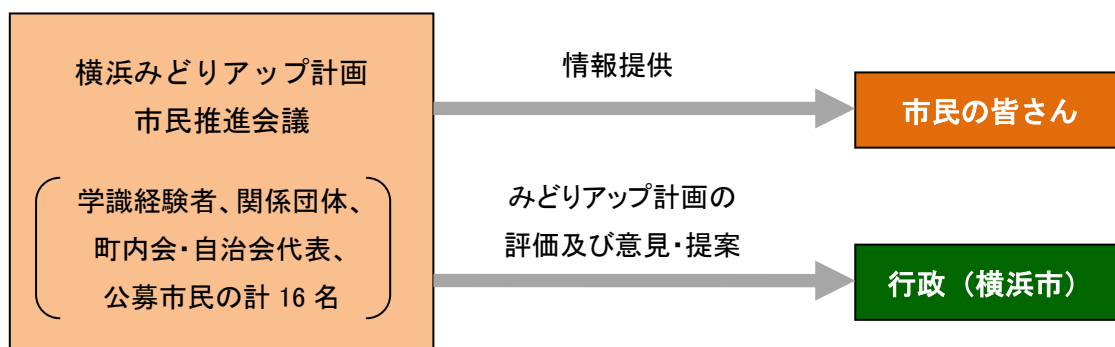 横浜みどりアップ計画
市民推進会議
学識経験者、関係団体、
町内会・自治会代表、
公募市民の計 16 名
情報提供
市民の皆さん
みどりアップ計画の
評価及び意見・提案
行政（横浜市）